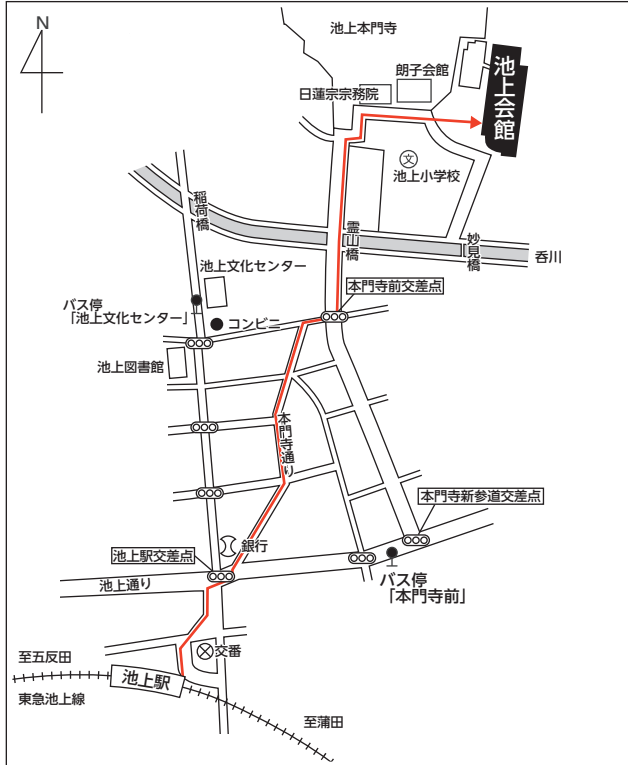 N
池上本門寺
朗子会館
日蓮宗宗務院
池上会館
文
池上小学校
稲荷橋
霊山橋
妙見橋
呑川
池上文化センター
本門寺前交差点
バス停
「池上文化センター」
コンビニ
池上図書館
本門寺通り
本門寺新参道交差点
銀行
池上駅交差点
池上通り
バス停
「本門寺前」
交番
至五反田
池上駅
東急池上線
至蒲田